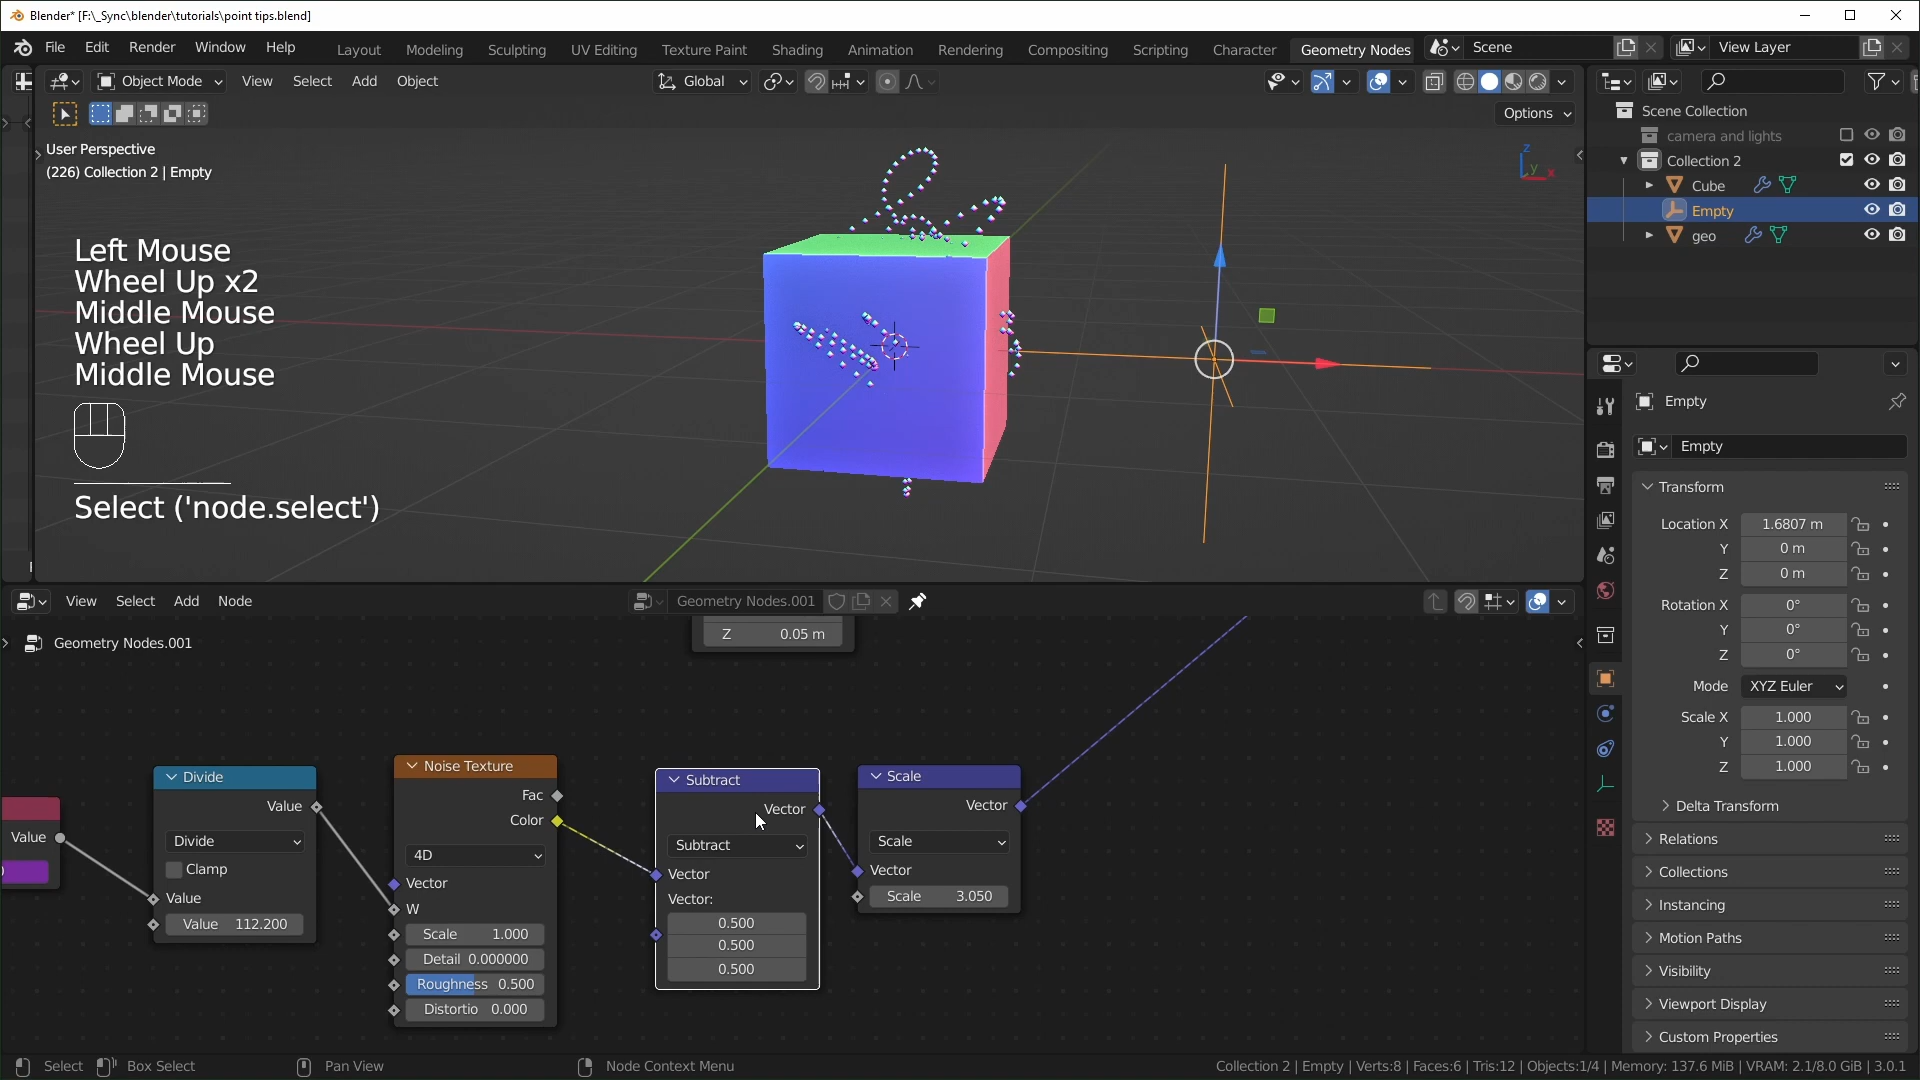 Blender* [F:\_Sync\blender\tutorials\point tips.blend]
File Edit Render Window Help
Layout Modeling Sculpting UV Editing Texture Paint Shading Animation Rendering Compositing Scripting Character Geometry Nodes
Scene
View Layer
Object Mode View Select Add Object
Global
Options
User Perspective
(226) Collection 2 | Empty
Left Mouse
Wheel Up x2
Middle Mouse
Wheel Up
Middle Mouse
Select ('node.select')
Z
Y
X
Scene Collection
camera and lights
Collection 2
Cube
Empty
geo
Empty
Empty
Transform
Location X 1.6807 m
Y 0 m
Z 0 m
Rotation X 0°
Y 0°
Z 0°
Mode XYZ Euler
Scale X 1.000
Y 1.000
Z 1.000
Delta Transform
Relations
Collections
Instancing
Motion Paths
Visibility
Viewport Display
Custom Properties
View Select Add Node
Geometry Nodes.001
Geometry Nodes.001
Z 0.05 m
Value
Divide
Value
Divide
Clamp
Value
Value 112.200
Noise Texture
Fac
Color
4D
Vector
W
Scale 1.000
Detail 0.000000
Roughness 0.500
Distortio 0.000
Subtract
Vector
Subtract
Vector
Vector:
0.500
0.500
0.500
Scale
Vector
Scale
Vector
Scale 3.050
Select Box Select Pan View Node Context Menu
Collection 2 | Empty | Verts:8 | Faces:6 | Tris:12 | Objects:1/4 | Memory: 137.6 MiB | VRAM: 2.1/8.0 GiB | 3.0.1